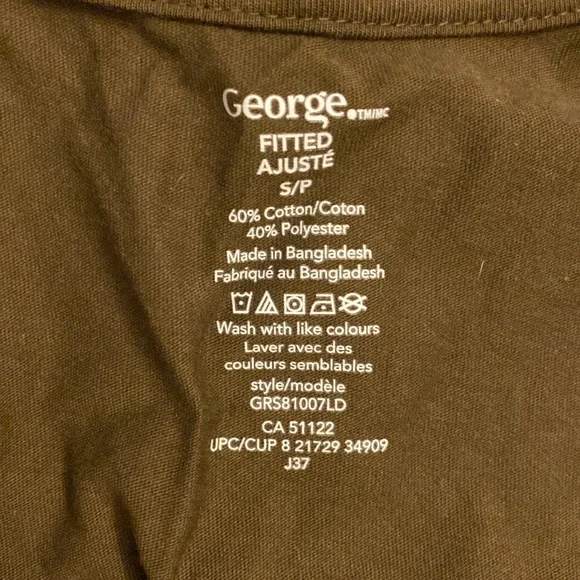 George.TM/MC
FITTED
AJUSTÉ
S/P
60% Cotton/Coton
40% Polyester
Made in Bangladesh
Fabriqué au Bangladesh
Wash with like colours
Laver avec des
couleurs semblables
style/modèle
GRS81007LD
CA 51122
UPC/CUP 8 21729 34909
J37